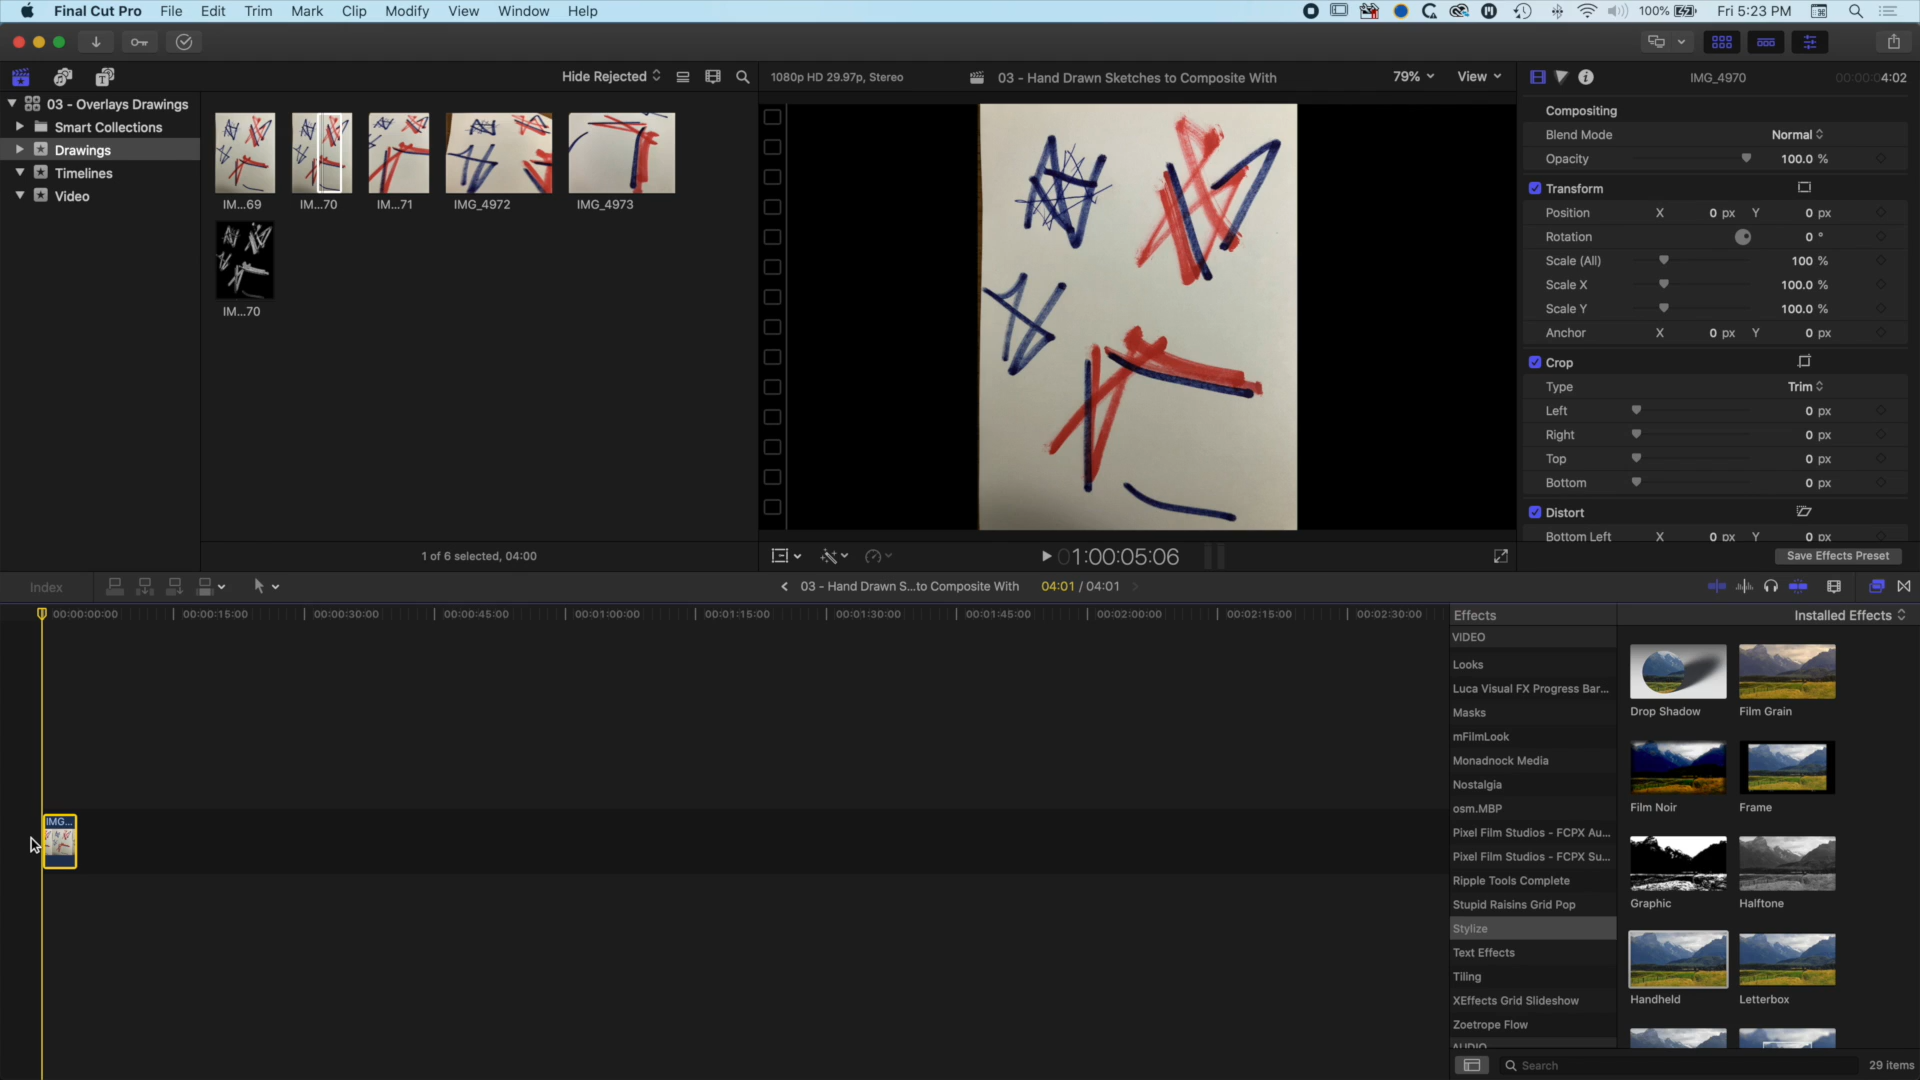 Final Cut Pro File Edit Trim Mark Clip Modify View Window Help 100% Fri 5:23 PM
Hide Rejected 1080p HD 29.97p, Stereo 03 - Hand Drawn Sketches to Composite With 79% View IMG_4970 00:00:04:02
03 - Overlays Drawings
Smart Collections
Drawings
Timelines
Video
IM...69 IM...70 IM...71 IMG_4972 IMG_4973
IM...70
1 of 6 selected, 04:00
Compositing
Blend Mode Normal
Opacity 100.0 %
Transform
Position X 0 px Y 0 px
Rotation 0 °
Scale (All) 100 %
Scale X 100.0 %
Scale Y 100.0 %
Anchor X 0 px Y 0 px
Crop
Type Trim
Left 0 px
Right 0 px
Top 0 px
Bottom 0 px
Distort
Bottom Left X 0 px Y 0 px
01:00:05:06 Save Effects Preset
Index 03 - Hand Drawn S...to Composite With 04:01 / 04:01
00:00:00:00 00:00:15:00 00:00:30:00 00:00:45:00 00:01:00:00 00:01:15:00 00:01:30:00 00:01:45:00 00:02:00:00 00:02:15:00 00:02:30:00
IMG...
Effects Installed Effects
VIDEO
Looks
Luca Visual FX Progress Bar...
Masks
mFilmLook
Monadnock Media
Nostalgia
osm.MBP
Pixel Film Studios - FCPX Au...
Pixel Film Studios - FCPX Su...
Ripple Tools Complete
Stupid Raisins Grid Pop
Stylize
Text Effects
Tiling
XEffects Grid Slideshow
Zoetrope Flow
AUDIO
Drop Shadow Film Grain
Film Noir Frame
Graphic Halftone
Handheld Letterbox
Search 29 items